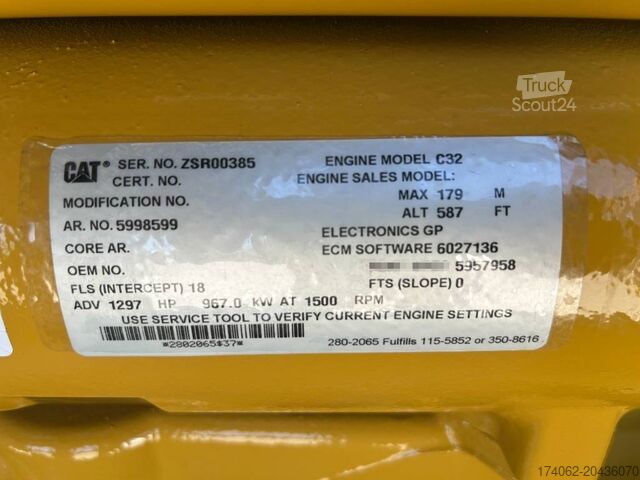 Truck
Scout24
CAT® SER. NO. ZSR00385 ENGINE MODEL C32
CERT. NO. ENGINE SALES MODEL:
MODIFICATION NO. MAX 179 M
ALT 587 FT
AR. NO. 5998599 ELECTRONICS GP
CORE AR. ECM SOFTWARE 6027136
OEM NO. 5957958
FLS (INTERCEPT) 18 FTS (SLOPE) 0
ADV 1297 HP 967.0 kW AT 1500 RPM
USE SERVICE TOOL TO VERIFY CURRENT ENGINE SETTINGS
*2802065$37* 280-2065 Fulfills 115-5852 or 350-8616
174062-20436070